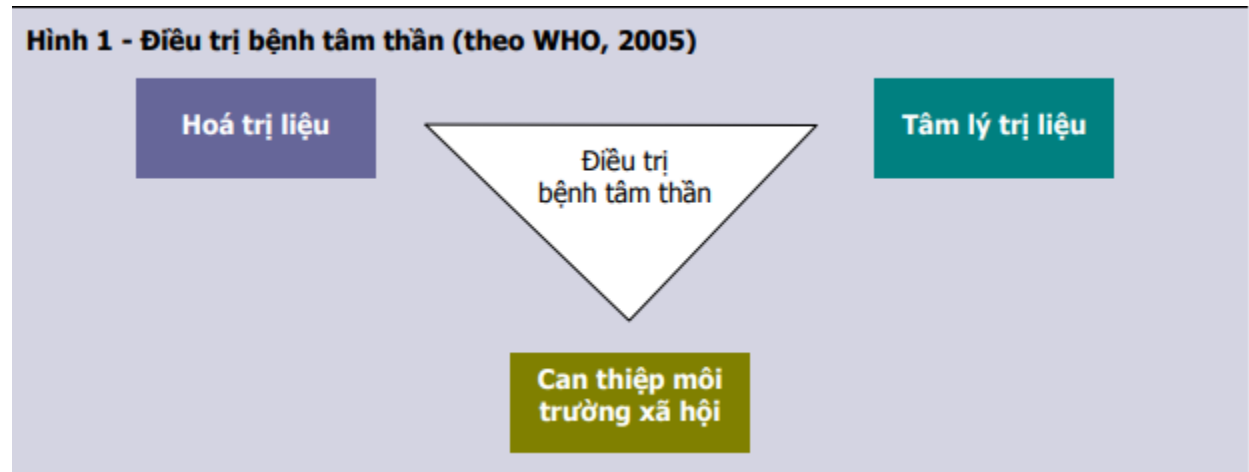 Hình 1 - Điều trị bệnh tâm thần (theo WHO, 2005)
Hoá trị liệu
Tâm lý trị liệu
Điều trị
bệnh tâm thần
Can thiệp môi
trường xã hội